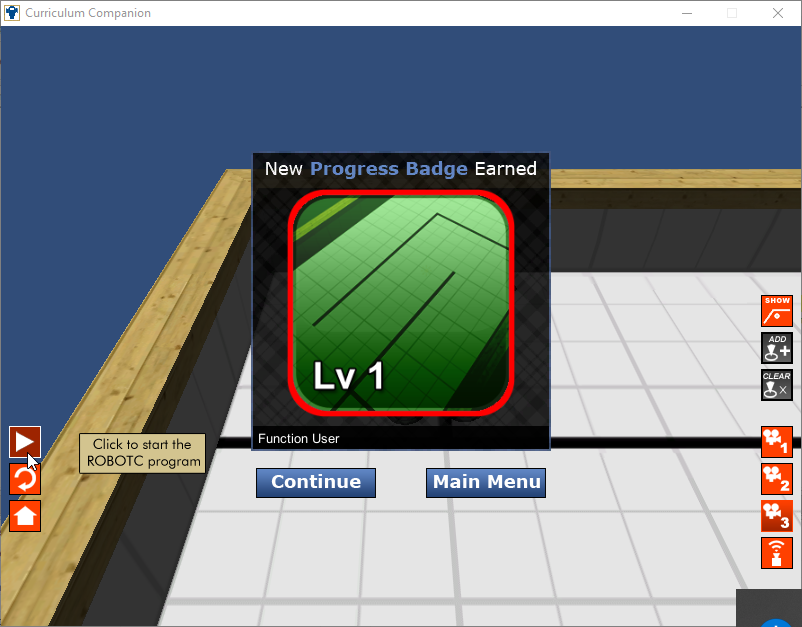 Curriculum Companion
New Progress Badge Earned
Lv 1
Function User
Continue
Main Menu
Click to start the
ROBOTC program
SHOW
ADD
CLEAR
1
2
3